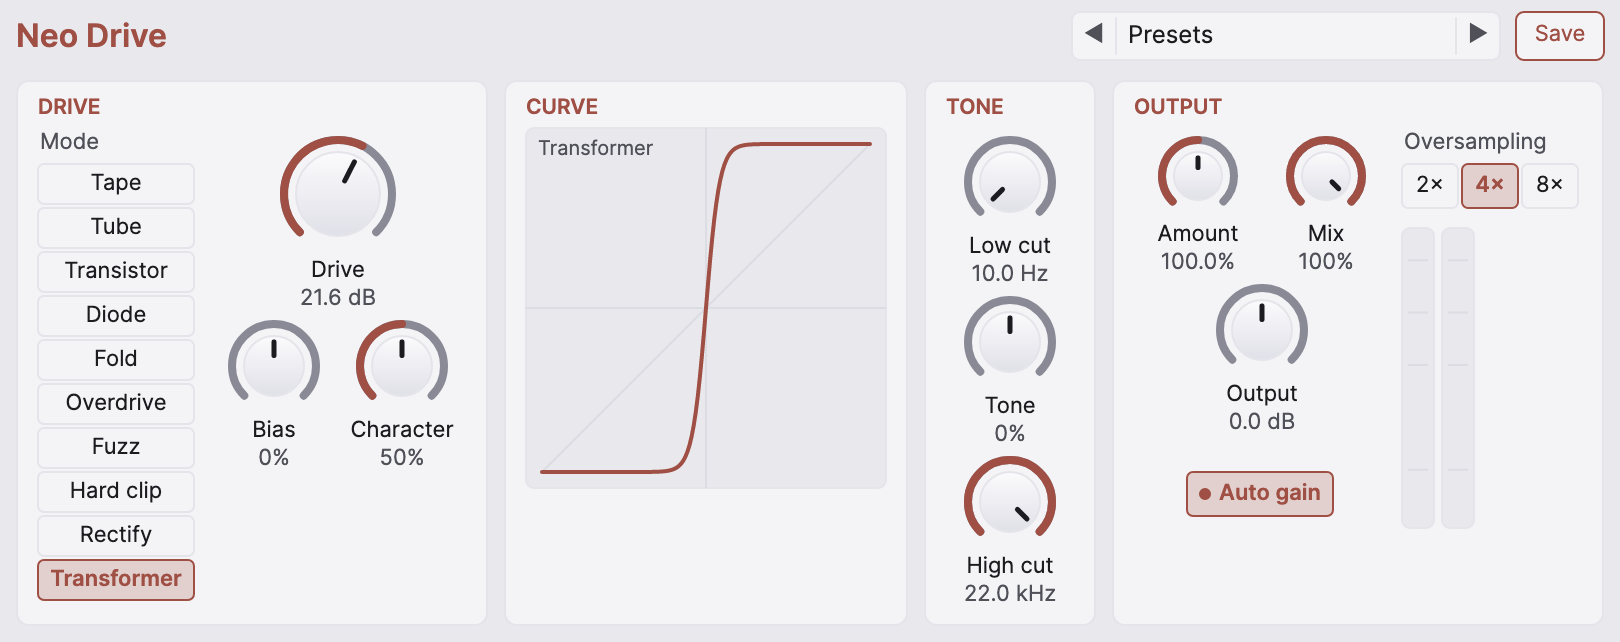 Neo Drive
Presets
Save
DRIVE
Mode
Tape
Tube
Transistor
Diode
Fold
Overdrive
Fuzz
Hard clip
Rectify
Transformer
Drive
21.6 dB
Bias
0%
Character
50%
CURVE
Transformer
TONE
Low cut
10.0 Hz
Tone
0%
High cut
22.0 kHz
OUTPUT
Amount
100.0%
Mix
100%
Output
0.0 dB
Auto gain
Oversampling
2× 4× 8×